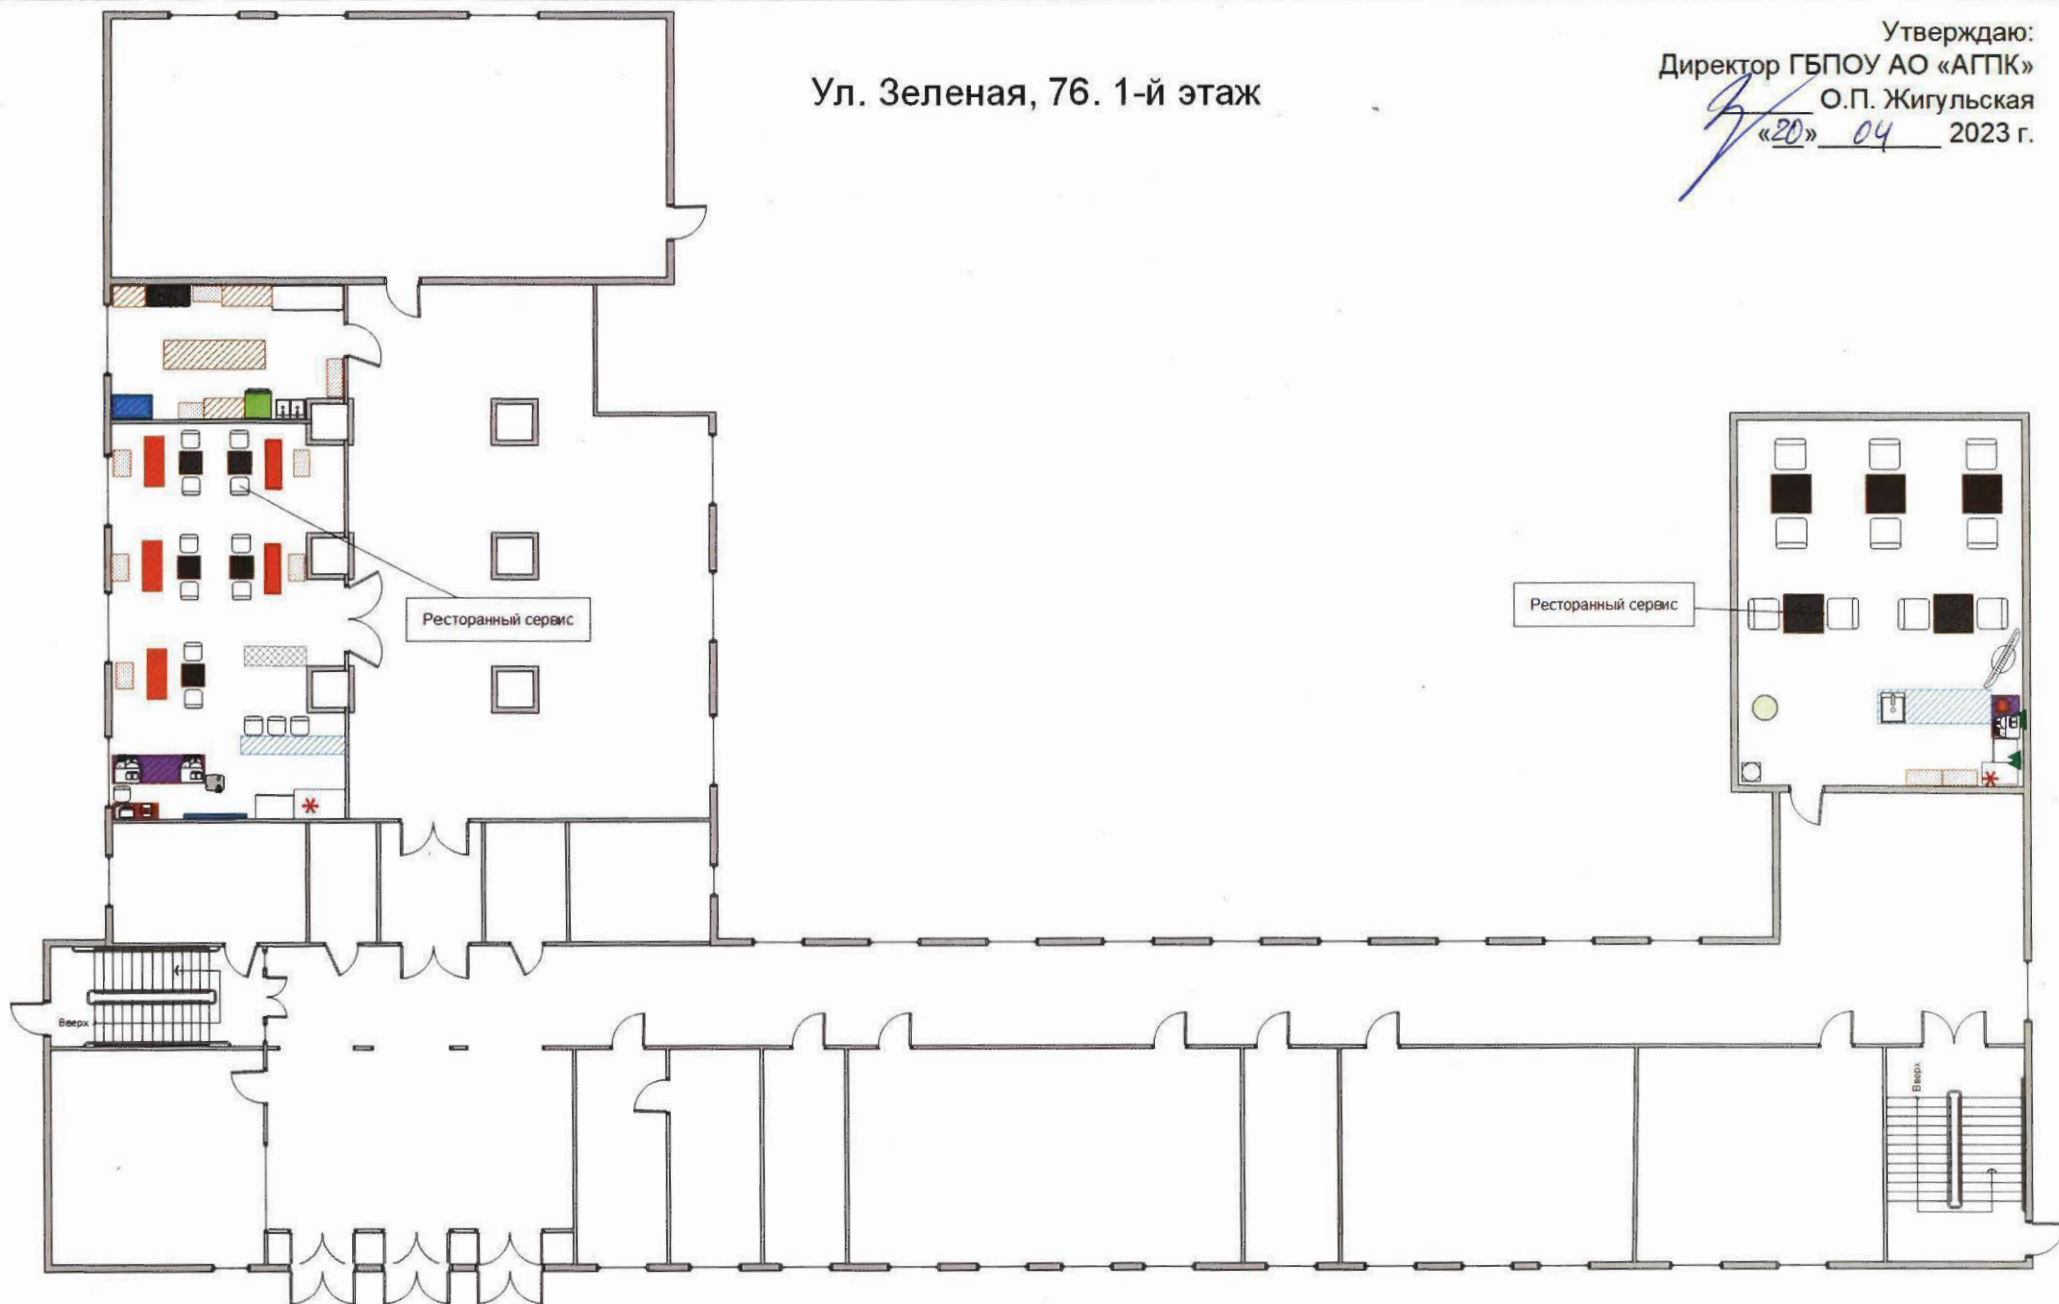 Утверждаю:
Директор ГБПОУ АО «АГПК»
О.П. Жигульская
«20» 04 2023 г.
Ул. Зеленая, 76. 1-й этаж
Ресторанный сервис
Ресторанный сервис
Вверх
Вверх